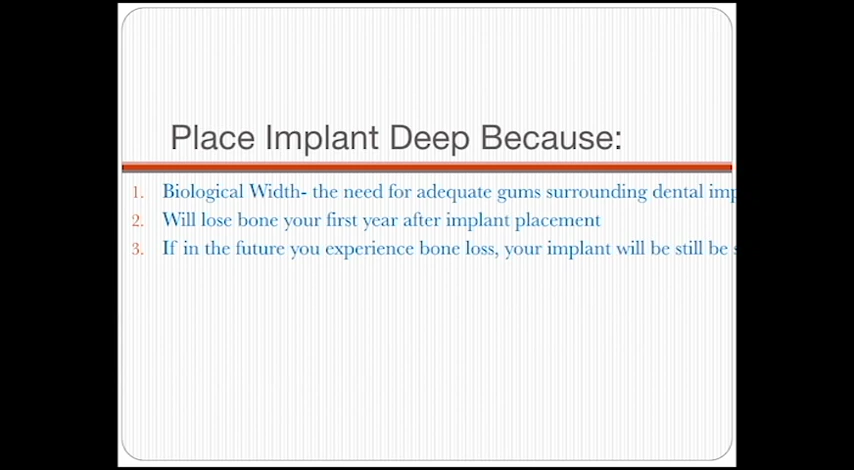 Place Implant Deep Because:
1. Biological Width- the need for adequate gums surrounding dental
2. Will lose bone your first year after implant placement
3. If in the future you experience bone loss, your implant will be still be